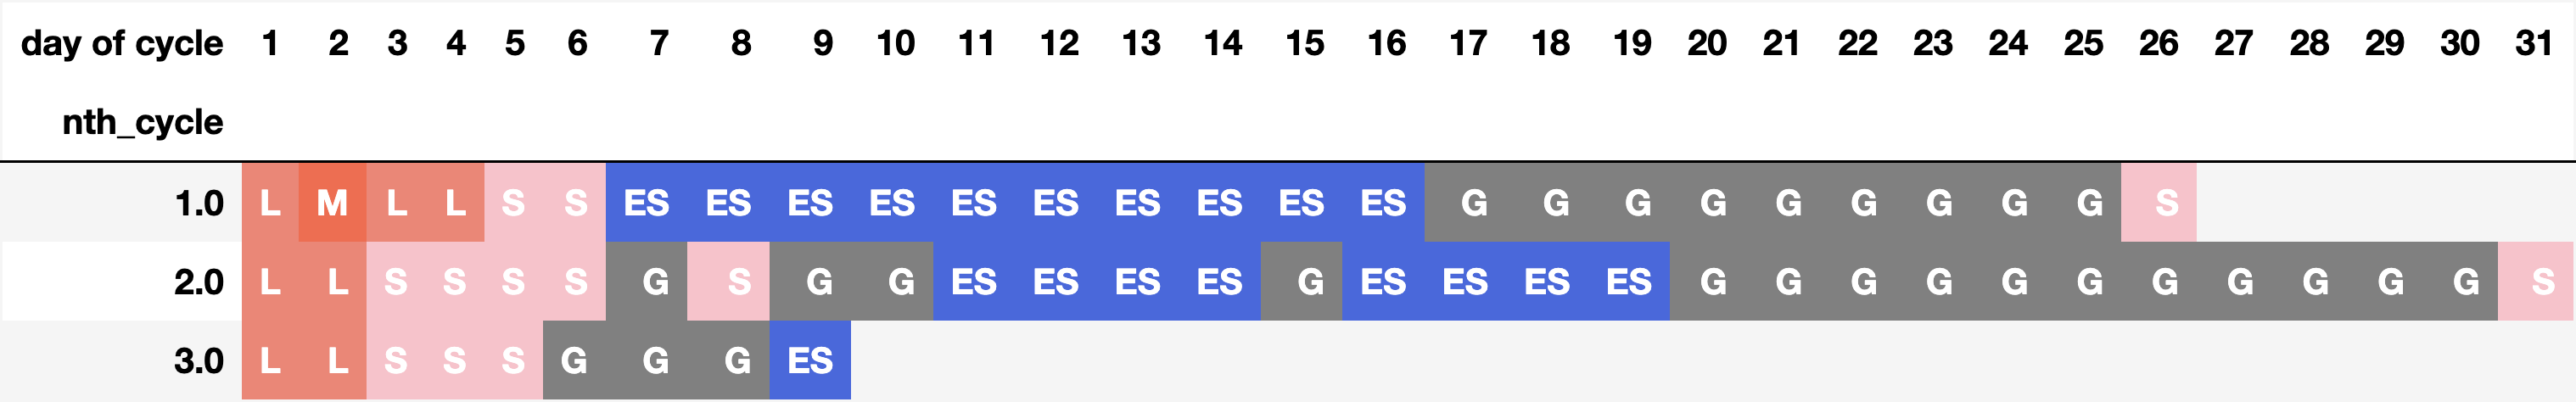 day of cycle 1 2 3 4 5 6 7 8 9 10 11 12 13 14 15 16 17 18 19 20 21 22 23 24 25 26 27 28 29 30 31
nth_cycle
1.0 L M L L S S ES ES ES ES ES ES ES ES ES ES G G G G G G G G G S
2.0 L L S S S S G S G G ES ES ES ES G ES ES ES ES G G G G G G G G G G G S
3.0 L L S S S G G G ES